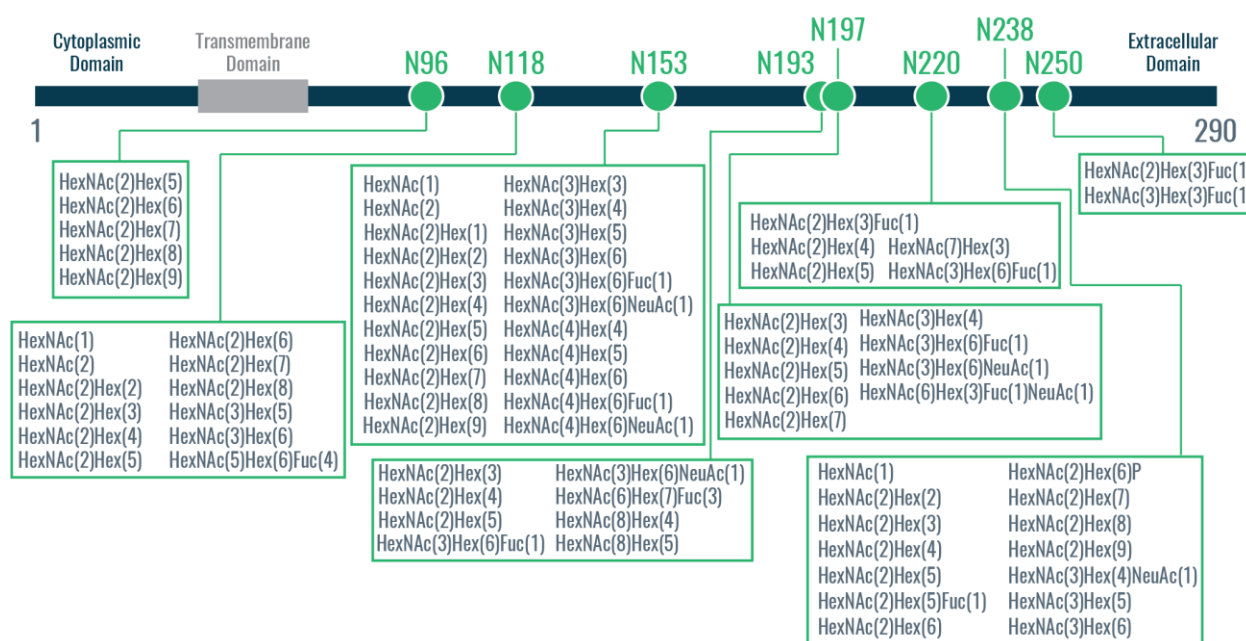 Cytoplasmic
Domain
Transmembrane
Domain
N96
N118
N153
N193
N197
N220
N238
N250
Extracellular
Domain
1
290
HexNAc(2)Hex(5)
HexNAc(2)Hex(6)
HexNAc(2)Hex(7)
HexNAc(2)Hex(8)
HexNAc(2)Hex(9)
HexNAc(1) HexNAc(2)Hex(6)
HexNAc(2) HexNAc(2)Hex(7)
HexNAc(2)Hex(2) HexNAc(2)Hex(8)
HexNAc(2)Hex(3) HexNAc(3)Hex(5)
HexNAc(2)Hex(4) HexNAc(3)Hex(6)
HexNAc(2)Hex(5) HexNAc(5)Hex(6)Fuc(4)
HexNAc(1) HexNAc(3)Hex(3)
HexNAc(2) HexNAc(3)Hex(4)
HexNAc(2)Hex(1) HexNAc(3)Hex(5)
HexNAc(2)Hex(2) HexNAc(3)Hex(6)
HexNAc(2)Hex(3) HexNAc(3)Hex(6)Fuc(1)
HexNAc(2)Hex(4) HexNAc(3)Hex(6)NeuAc(1)
HexNAc(2)Hex(5) HexNAc(4)Hex(4)
HexNAc(2)Hex(6) HexNAc(4)Hex(5)
HexNAc(2)Hex(7) HexNAc(4)Hex(6)
HexNAc(2)Hex(8) HexNAc(4)Hex(6)Fuc(1)
HexNAc(2)Hex(9) HexNAc(4)Hex(6)NeuAc(1)
HexNAc(2)Hex(3) HexNAc(3)Hex(6)NeuAc(1)
HexNAc(2)Hex(4) HexNAc(6)Hex(7)Fuc(3)
HexNAc(2)Hex(5) HexNAc(8)Hex(4)
HexNAc(3)Hex(6)Fuc(1) HexNAc(8)Hex(5)
HexNAc(2)Hex(3) HexNAc(3)Hex(4)
HexNAc(2)Hex(4) HexNAc(3)Hex(6)Fuc(1)
HexNAc(2)Hex(5) HexNAc(3)Hex(6)NeuAc(1)
HexNAc(2)Hex(6) HexNAc(6)Hex(3)Fuc(1)NeuAc(1)
HexNAc(2)Hex(7)
HexNAc(2)Hex(3)Fuc(1)
HexNAc(2)Hex(4) HexNAc(7)Hex(3)
HexNAc(2)Hex(5) HexNAc(3)Hex(6)Fuc(1)
HexNAc(1) HexNAc(2)Hex(6)P
HexNAc(2)Hex(2) HexNAc(2)Hex(7)
HexNAc(2)Hex(3) HexNAc(2)Hex(8)
HexNAc(2)Hex(4) HexNAc(2)Hex(9)
HexNAc(2)Hex(5) HexNAc(3)Hex(4)NeuAc(1)
HexNAc(2)Hex(5)Fuc(1) HexNAc(3)Hex(5)
HexNAc(2)Hex(6) HexNAc(3)Hex(6)
HexNAc(2)Hex(3)Fuc(1
HexNAc(3)Hex(3)Fuc(1